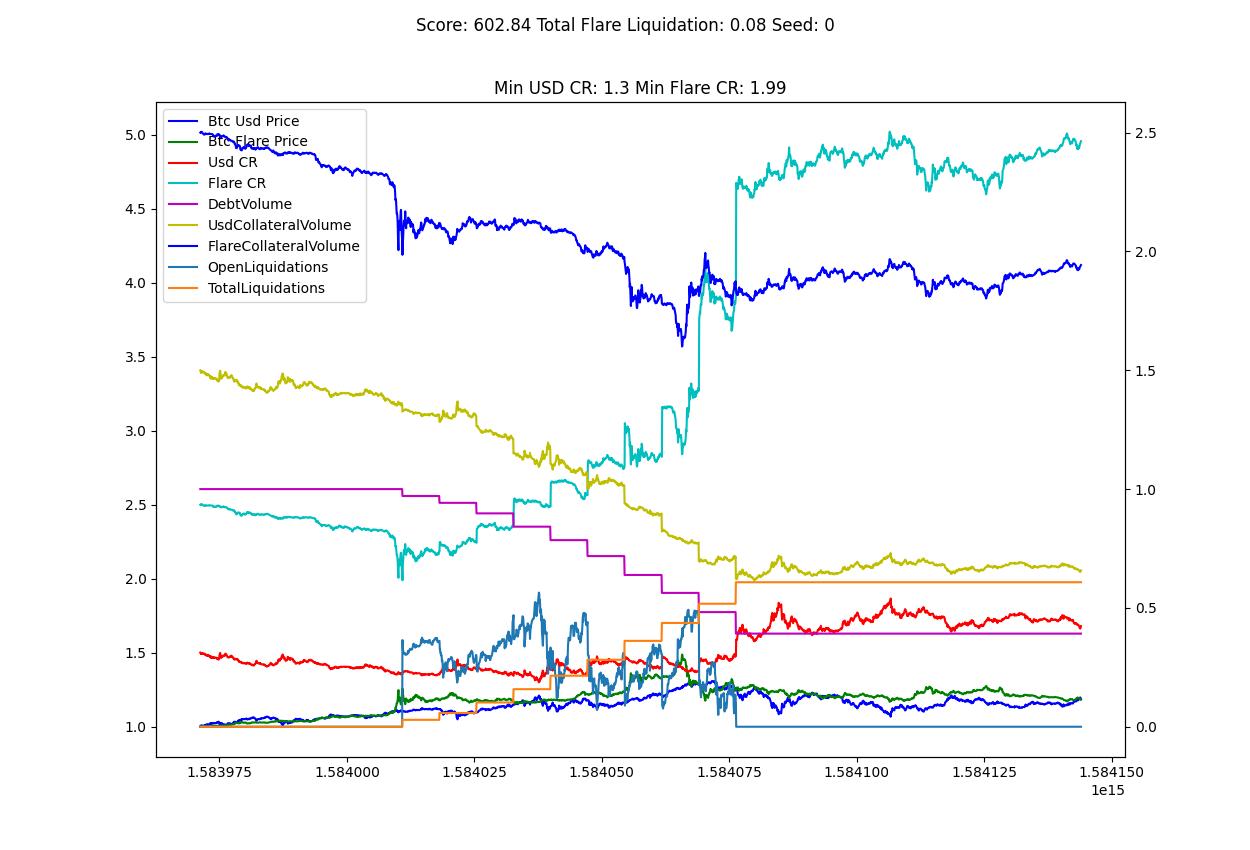 Score: 602.84 Total Flare Liquidation: 0.08 Seed: 0
Min USD CR: 1.3 Min Flare CR: 1.99
Btc Usd Price
Btc Flare Price
Usd CR
Flare CR
DebtVolume
UsdCollateralVolume
FlareCollateralVolume
OpenLiquidations
TotalLiquidations
5.0
4.5
4.0
3.5
3.0
2.5
2.0
1.5
1.0
2.5
2.0
1.5
1.0
0.5
0.0
1.583975 1.584000 1.584025 1.584050 1.584075 1.584100 1.584125 1.584150
1e15